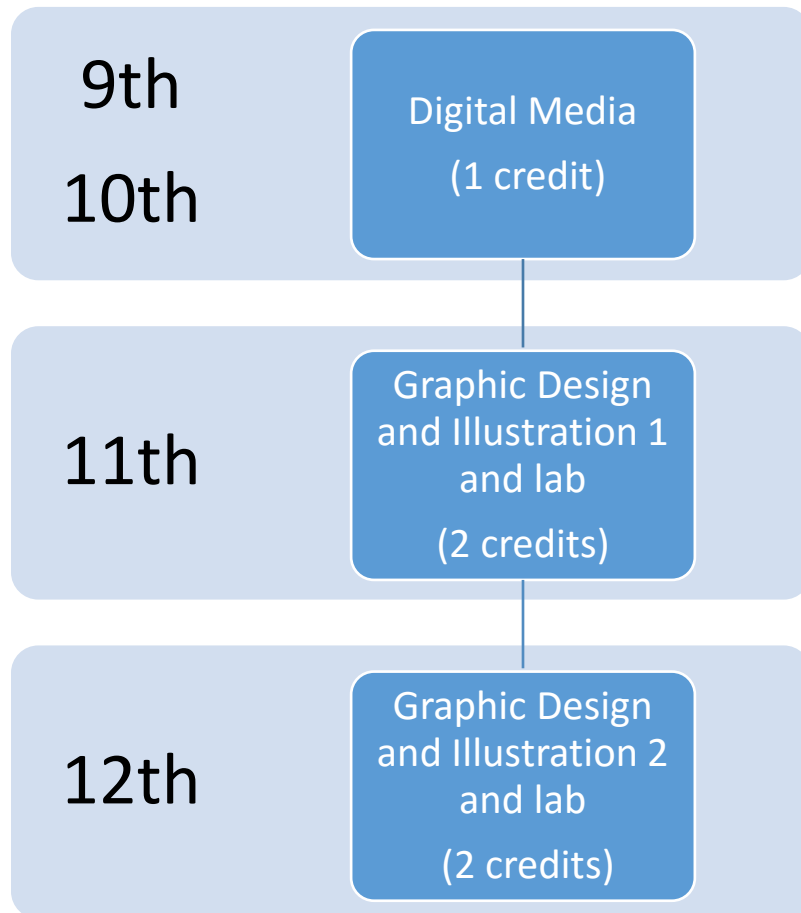 9th
10th
Digital Media
(1 credit)
11th
Graphic Design
and Illustration 1
and lab
(2 credits)
12th
Graphic Design
and Illustration 2
and lab
(2 credits)